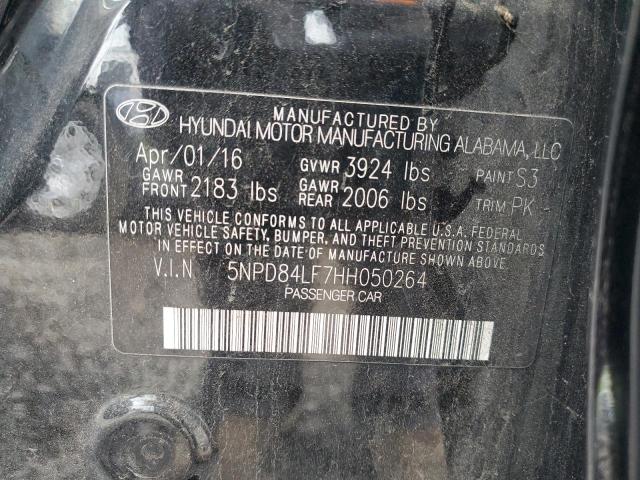 MANUFACTURED BY
HYUNDAI MOTOR MANUFACTURING ALABAMA, LLC
Apr/01/16 GVWR 3924 lbs PAINT S3
GAWR FRONT 2183 lbs GAWR REAR 2006 lbs TRIM PK
THIS VEHICLE CONFORMS TO ALL APPLICABLE U.S.A. FEDERAL
MOTOR VEHICLE SAFETY, BUMPER, AND THEFT PREVENTION STANDARDS
IN EFFECT ON THE DATE OF MANUFACTURE SHOWN ABOVE.
V.I.N. 5NPD84LF7HH050264
PASSENGER CAR